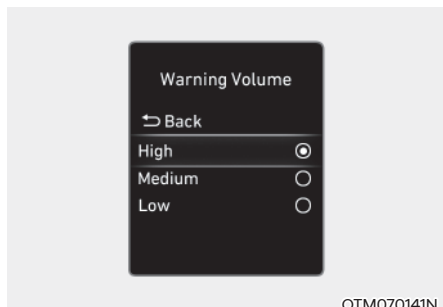 Warning Volume
Back
High
Medium
Low
OTM070141N